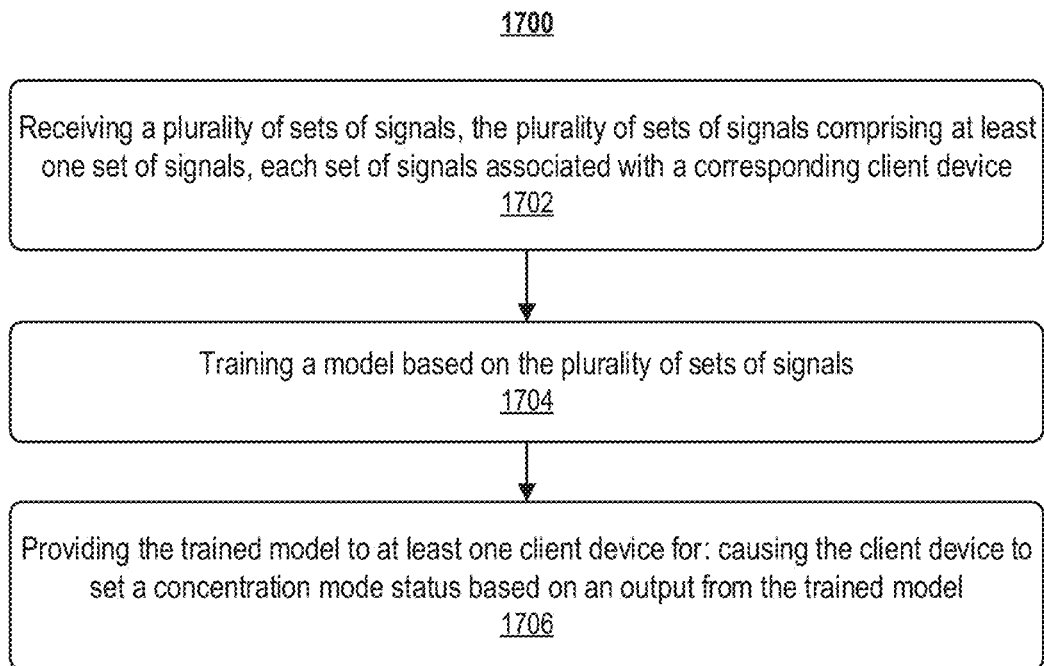 1700
Receiving a plurality of sets of signals, the plurality of sets of signals comprising at least
one set of signals, each set of signals associated with a corresponding client device
1702
Training a model based on the plurality of sets of signals
1704
Providing the trained model to at least one client device for: causing the client device to
set a concentration mode status based on an output from the trained model
1706